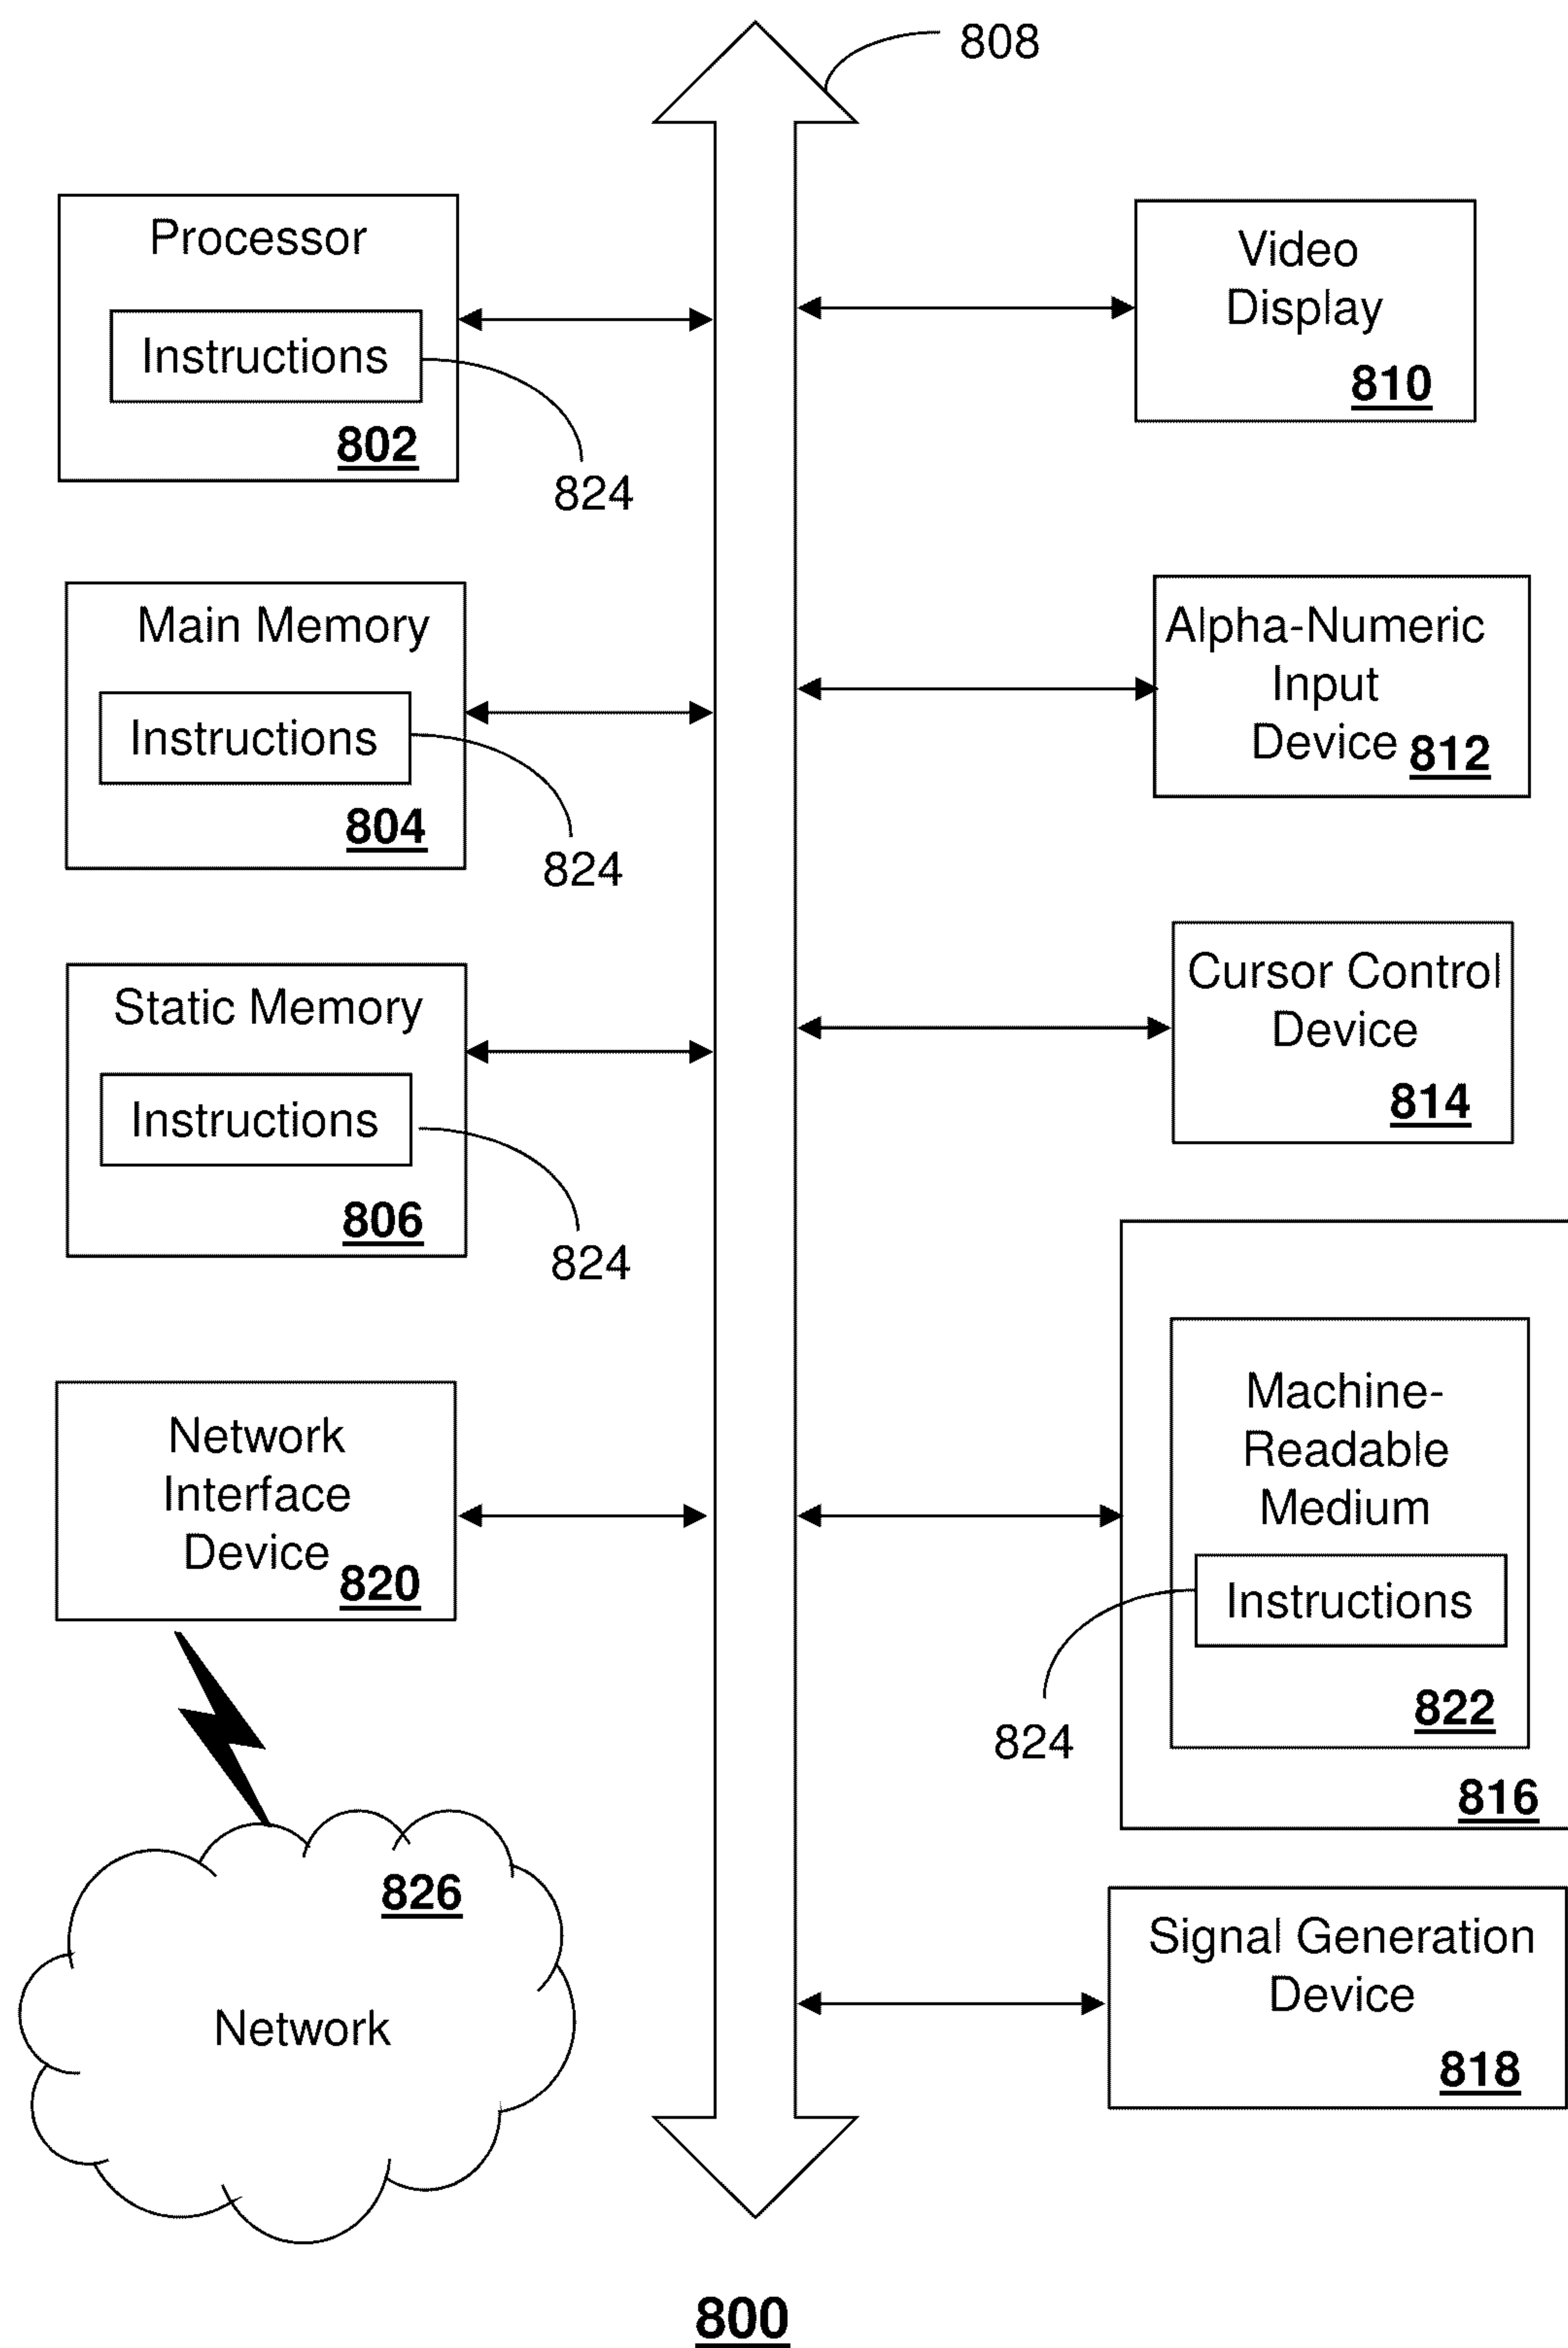 808
Processor
Instructions
802
824
Main Memory
Instructions
804
824
Static Memory
Instructions
806
824
Network
Interface
Device
820
826
Network
Video
Display
810
Alpha-Numeric
Input
Device 812
Cursor Control
Device
814
Machine-
Readable
Medium
Instructions
824
822
816
Signal Generation
Device
818
800